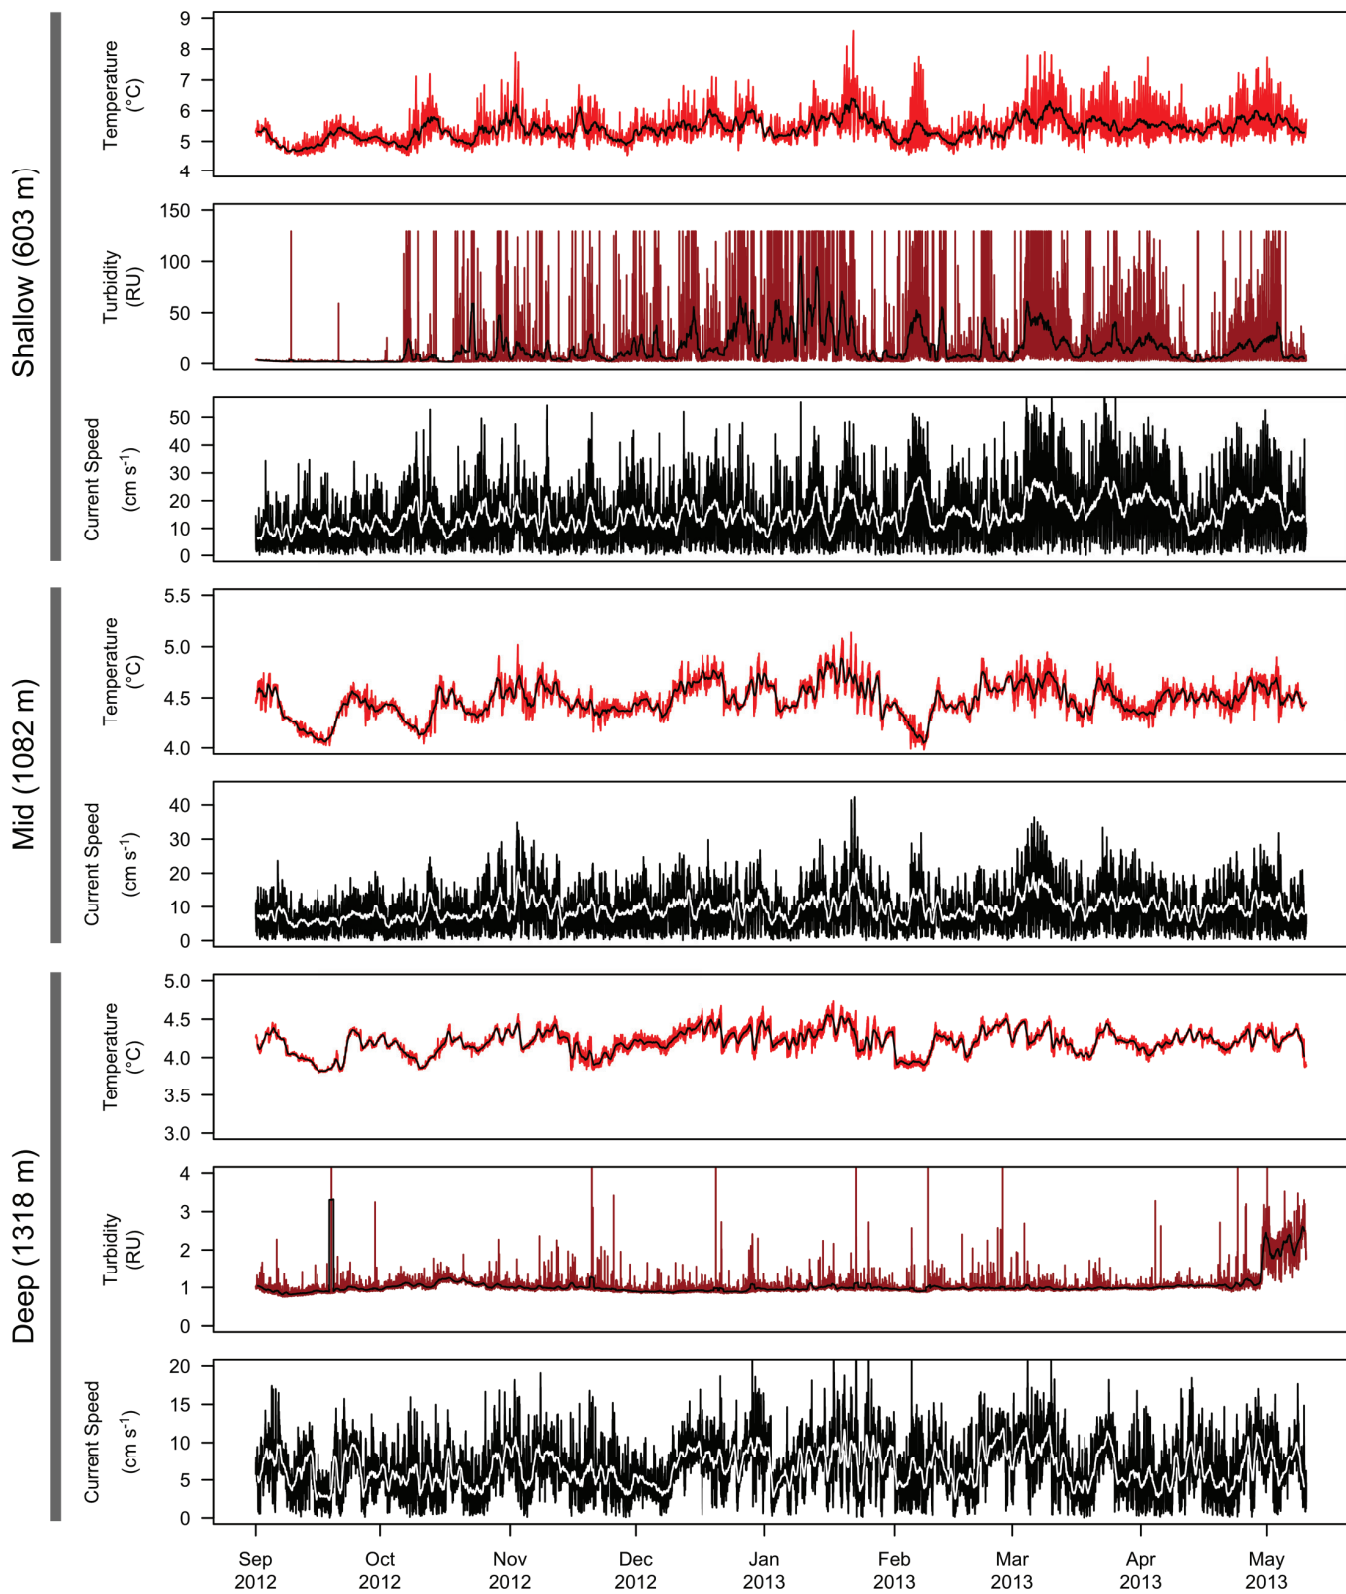 Shallow (603 m)
Temperature
(°C)
9
8
7
6
5
4
Turbidity
(RU)
150
100
50
0
Current Speed
(cm s-1)
50
40
30
20
10
0
Mid (1082 m)
Temperature
(°C)
5.5
5.0
4.5
4.0
Current Speed
(cm s-1)
40
30
20
10
0
Deep (1318 m)
Temperature
(°C)
5.0
4.5
4.0
3.5
3.0
Turbidity
(RU)
4
3
2
1
0
Current Speed
(cm s-1)
20
15
10
5
0
Sep Oct Nov Dec Jan Feb Mar Apr May
2012 2012 2012 2012 2013 2013 2013 2013 2013